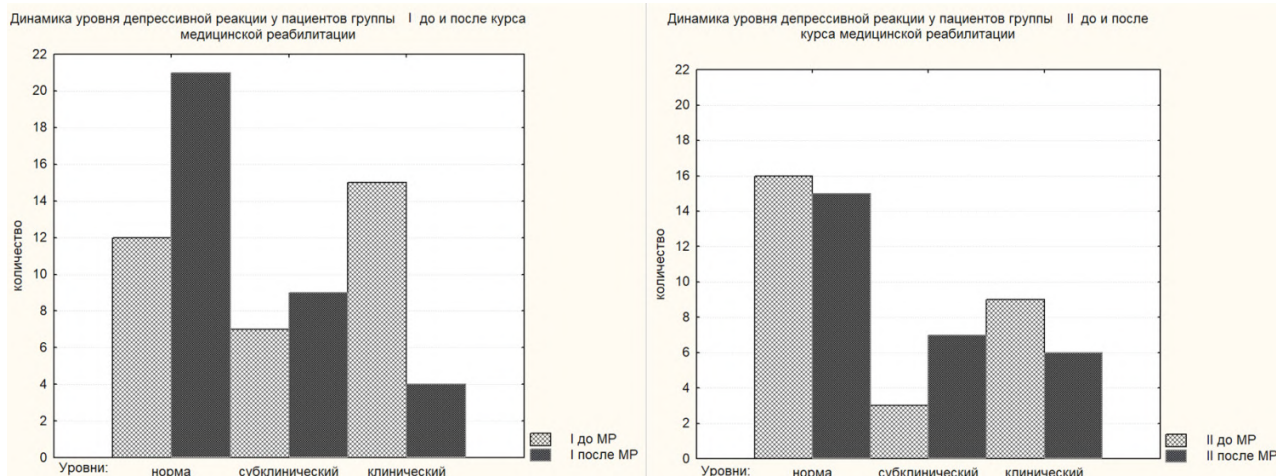 Динамика уровня депрессивной реакции у пациентов группы I до и после курса
медицинской реабилитации
22
20
18
16
14
12
10
8
6
4
2
0
количество
Уровни: норма субклинический клинический
I до МР
I после МР
Динамика уровня депрессивной реакции у пациентов группы II до и после
курса медицинской реабилитации
22
20
18
16
14
12
10
8
6
4
2
0
количество
Уровни: норма субклинический клинический
II до МР
II после МР